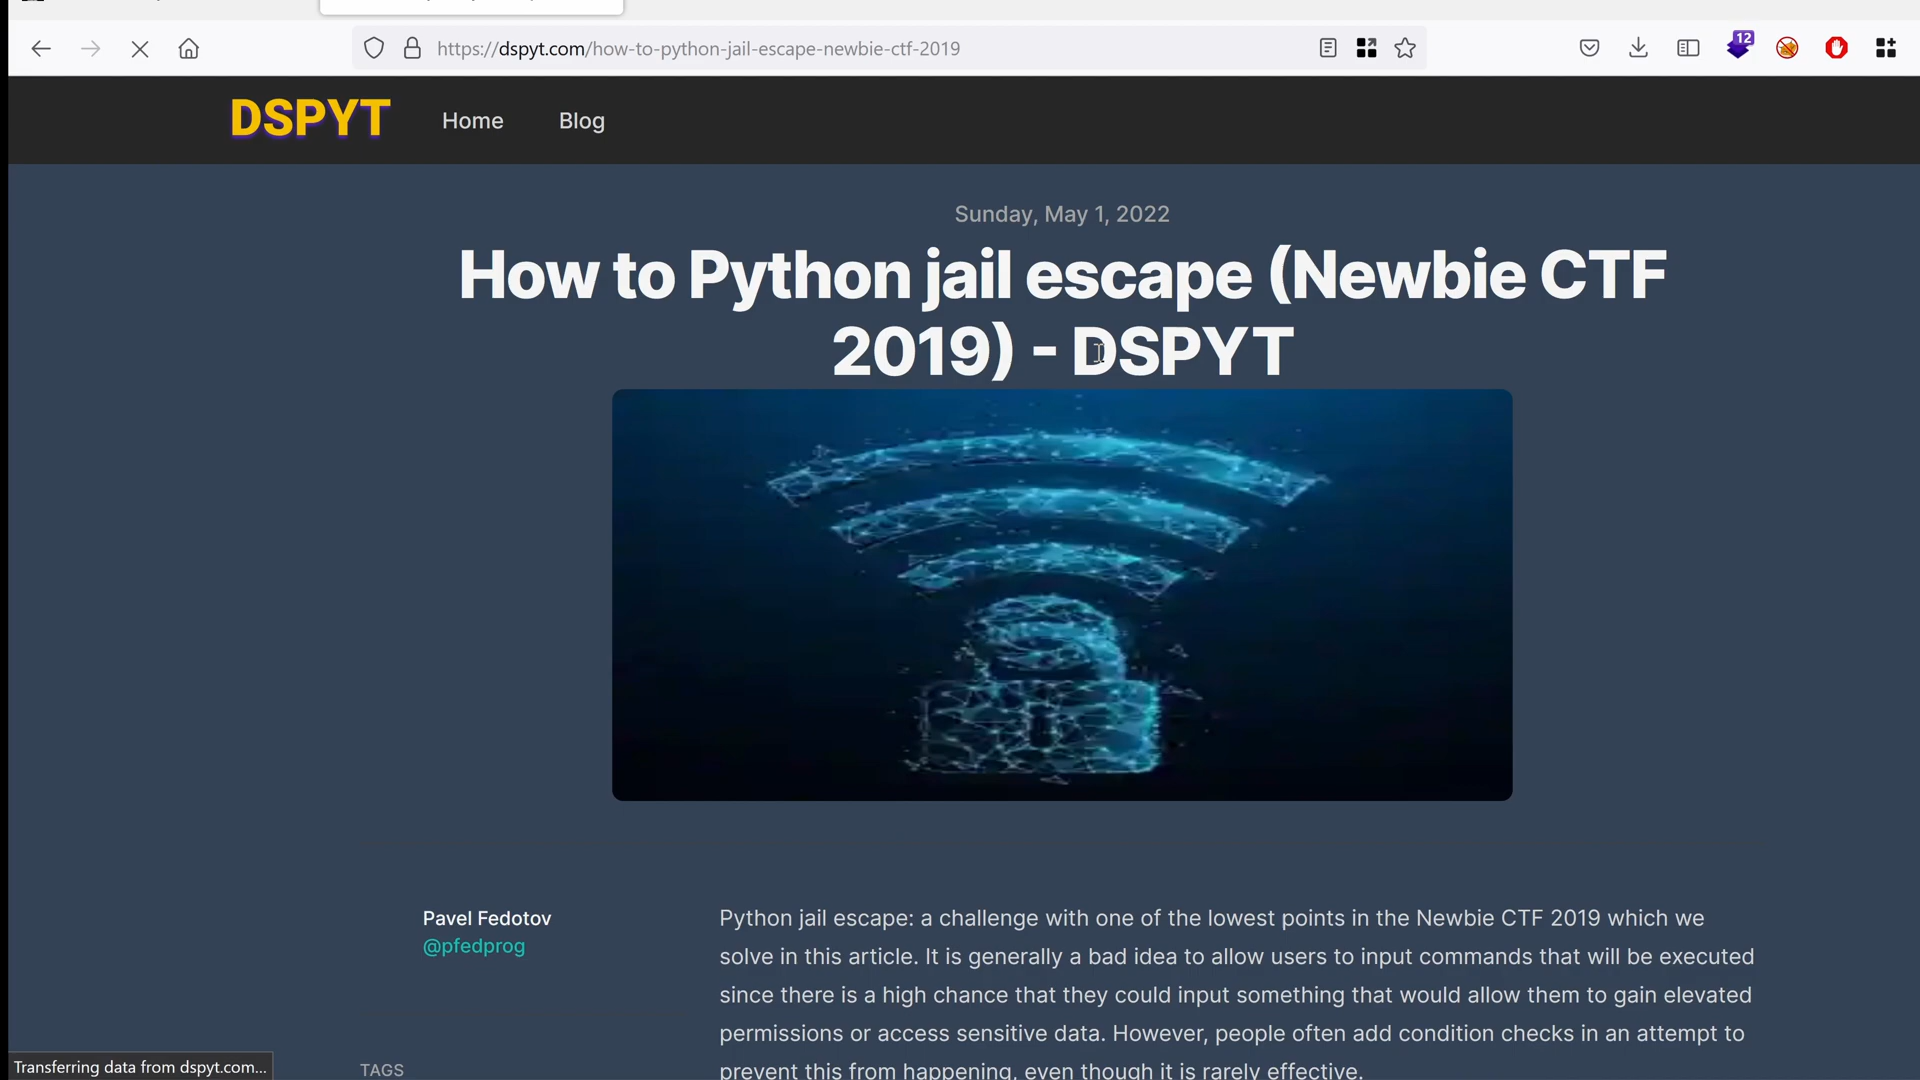 https://dspyt.com/how-to-python-jail-escape-newbie-ctf-2019
12
DSPYT
Home
Blog
Sunday, May 1, 2022
How to Python jail escape (Newbie CTF
2019) - DSPYT
Pavel Fedotov
@pfedprog
Python jail escape: a challenge with one of the lowest points in the Newbie CTF 2019 which we
solve in this article. It is generally a bad idea to allow users to input commands that will be executed
since there is a high chance that they could input something that would allow them to gain elevated
permissions or access sensitive data. However, people often add condition checks in an attempt to
prevent this from happening, even though it is rarely effective.
TAGS
Transferring data from dspyt.com...